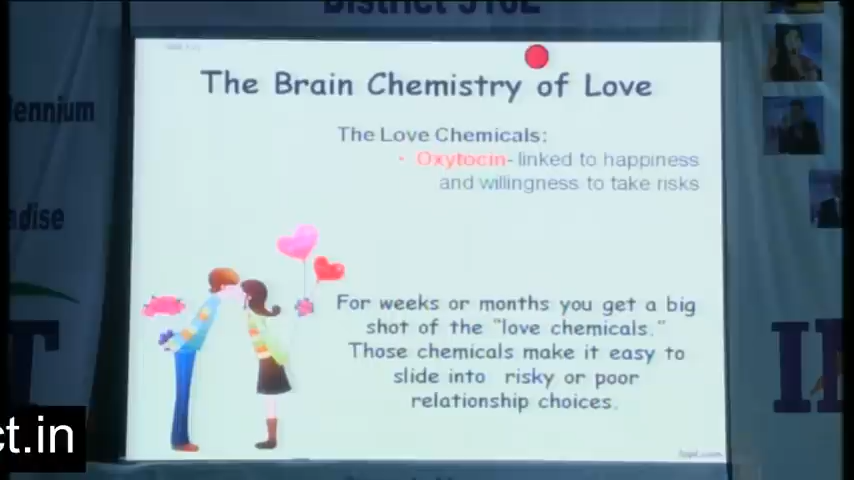 District
The Brain Chemistry of Love
The Love Chemicals:
• Oxytocin- linked to happiness
and willingness to take risks
For weeks or months you get a big
shot of the "love chemicals."
Those chemicals make it easy to
slide into risky or poor
relationship choices.
lennium
adise
ct.in